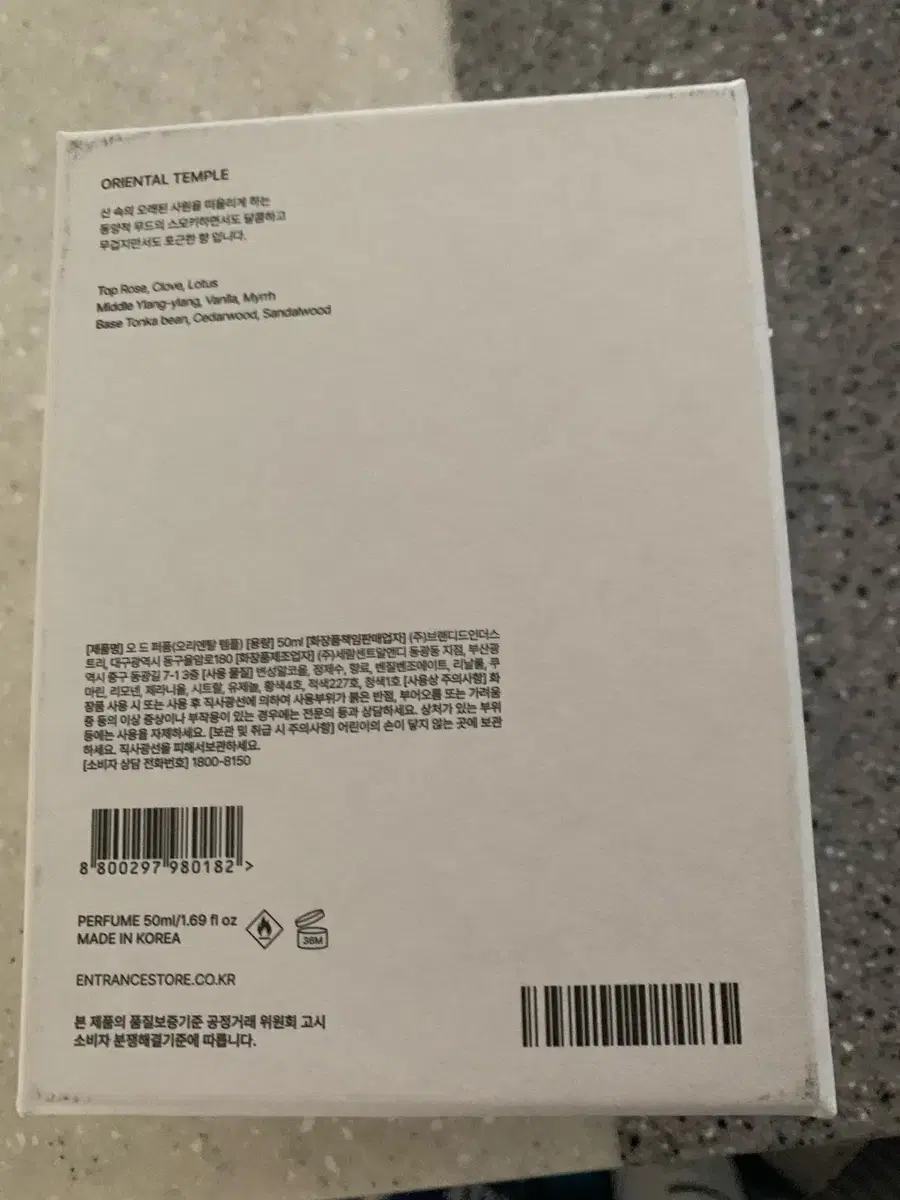 ORIENTAL TEMPLE
산 속의 오래된 사원을 떠올리게 하는
동양적 무드의 스모키하면서도 달콤하고
무겁지만서도 포근한 향 입니다.
Top Rose, Clove, Lotus
Middle Ylang-ylang, Vanilla, Myrrh
Base Tonka bean, Cedarwood, Sandalwood
[제품명] 오 드 퍼퓸(오리엔탈 템플) [용량] 50ml [화장품책임판매업자] (주)브랜디드인더스
트리, 대구광역시 동구율암로180 [화장품제조업자] (주)세람센트알앤디 동광동 지점, 부산광
역시 중구 동광길 7-1 3층 [사용 물질] 변성알코올, 정제수, 향료, 벤질벤조에이트, 리날룰, 쿠
마린, 리모넨, 제라니올, 시트랄, 유제놀, 황색4호, 적색227호, 청색1호 [사용상 주의사항] 화
장품 사용 시 또는 사용 후 직사광선에 의하여 사용부위가 붉은 반점, 부어오름 또는 가려움
증 등의 이상 증상이나 부작용이 있는 경우에는 전문의 등과 상담하세요. 상처가 있는 부위
등에는 사용을 자제하세요. [보관 및 취급 시 주의사항] 어린이의 손이 닿지 않는 곳에 보관
하세요. 직사광선을 피해서보관하세요.
[소비자 상담 전화번호] 1800-8150
8 800297 980182 >
PERFUME 50ml/1.69 fl oz
MADE IN KOREA
36M
ENTRANCESTORE.CO.KR
본 제품의 품질보증기준 공정거래 위원회 고시
소비자 분쟁해결기준에 따릅니다.